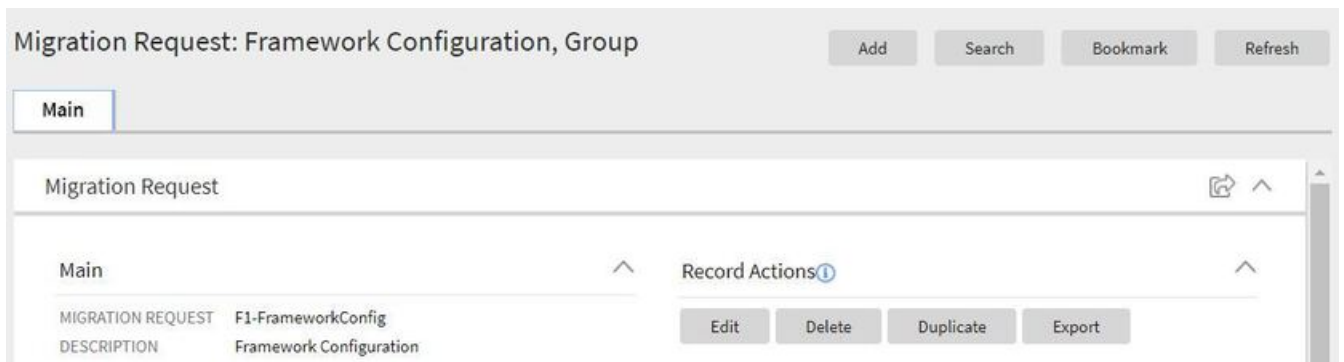 Migration Request: Framework Configuration, Group
Add Search Bookmark Refresh
Main
Migration Request
Main
Record Actions
MIGRATION REQUEST F1-FrameworkConfig
Edit Delete Duplicate Export
DESCRIPTION Framework Configuration